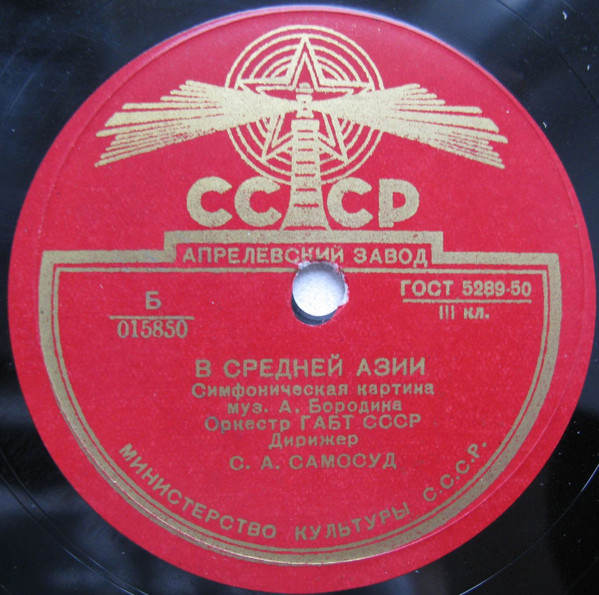 СССР
АПРЕЛЕВСКИЙ ЗАВОД
Б
015850
ГОСТ 5289-50
III кл.
В СРЕДНЕЙ АЗИИ
Симфоническая картина
муз. А. Бородина
Оркестр ГАБТ СССР
Дирижер
С. А. САМОСУД
МИНИСТЕРСТВО КУЛЬТУРЫ С.С.С.Р.